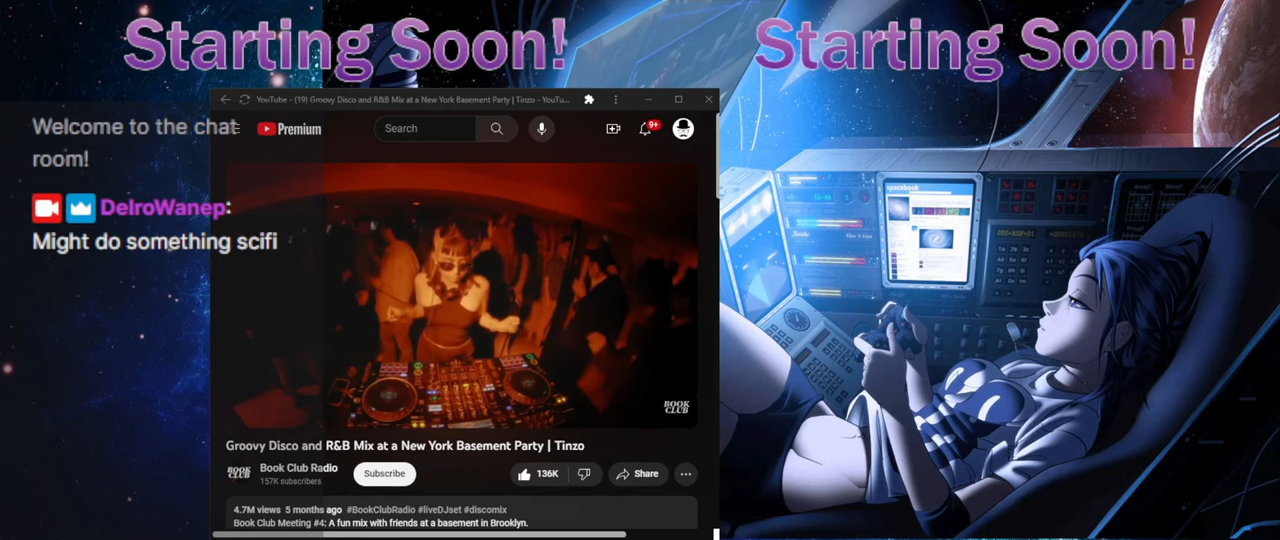 Starting Soon!
Starting Soon!
Welcome to the chat
room!
DelroWanep:
Might do something scifi
YouTube - (19) Groovy Disco and R&B Mix at a New York Basement Party | Tinzo - YouTu...
Premium
Search
9+
BOOK
CLUB
Groovy Disco and R&B Mix at a New York Basement Party | Tinzo
BOOK
CLUB
Book Club Radio
157K subscribers
Subscribe
136K
Share
4.7M views 5 months ago #BookClubRadio #liveDJset #discomix
Book Club Meeting #4: A fun mix with friends at a basement in Brooklyn.
spacebook